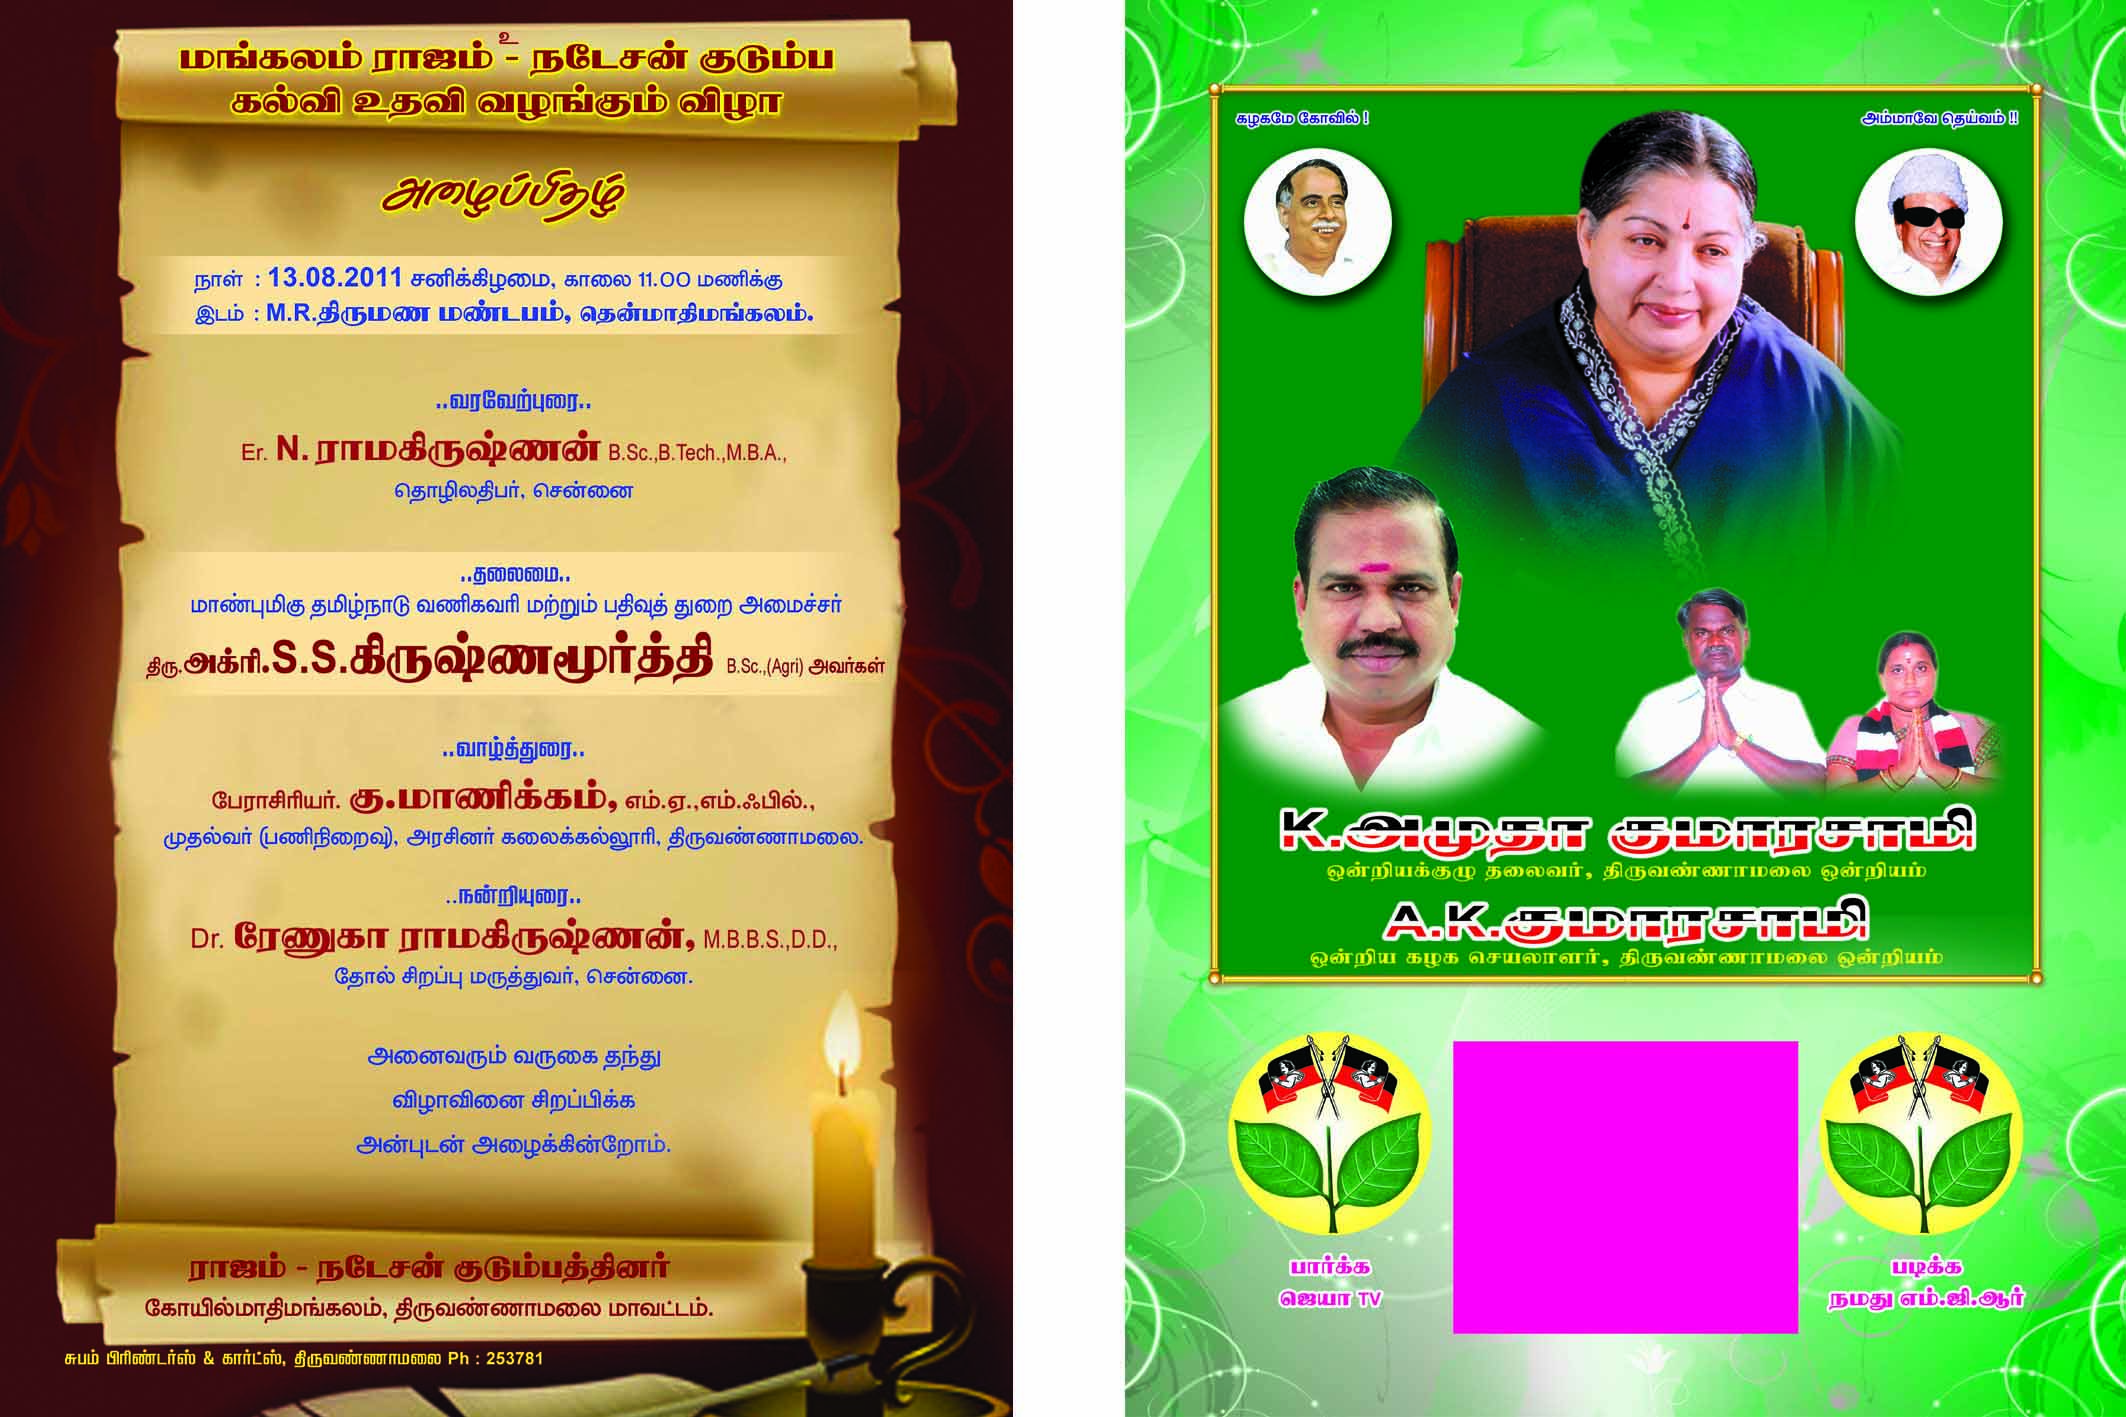 உ
மங்கலம் ராஜம் - நடேசன் குடும்ப
கல்வி உதவி வழங்கும் விழா
அழைப்பிதழ்
நாள் : 13.08.2011 சனிக்கிழமை, காலை 11.00 மணிக்கு
இடம் : M.R.திருமண மண்டபம், தென்மாதிமங்கலம்.
..வரவேற்புரை..
Er. N. ராமகிருஷ்ணன் B.Sc.,B.Tech.,M.B.A.,
தொழிலதிபர், சென்னை
..தலைமை..
மாண்புமிகு தமிழ்நாடு வணிகவரி மற்றும் பதிவுத் துறை அமைச்சர்
திரு.அக்ரி.S.S.கிருஷ்ணமூர்த்தி B.Sc.,(Agri) அவர்கள்
..வாழ்த்துரை..
பேராசிரியர். கு.மாணிக்கம், எம்.ஏ.,எம்.ஃபில்.,
முதல்வர் (பணிநிறைவு), அரசினர் கலைக்கல்லூரி, திருவண்ணாமலை.
..நன்றியுரை..
Dr. ரேணுகா ராமகிருஷ்ணன், M.B.B.S.,D.D.,
தோல் சிறப்பு மருத்துவர், சென்னை.
அனைவரும் வருகை தந்து
விழாவினை சிறப்பிக்க
அன்புடன் அழைக்கின்றோம்.
ராஜம் - நடேசன் குடும்பத்தினர்
கோயில்மாதிமங்கலம், திருவண்ணாமலை மாவட்டம்.
சுபம் பிரிண்டர்ஸ் & கார்ட்ஸ், திருவண்ணாமலை Ph : 253781
கழகமே கோவில் !
அம்மாவே தெய்வம் !!
K.அமுதா குமாரசாமி
ஒன்றியக்குழு தலைவர், திருவண்ணாமலை ஒன்றியம்
A.K.குமாரசாமி
ஒன்றிய கழக செயலாளர், திருவண்ணாமலை ஒன்றியம்
பார்க்க
ஜெயா TV
படிக்க
நமது எம்.ஜி.ஆர்